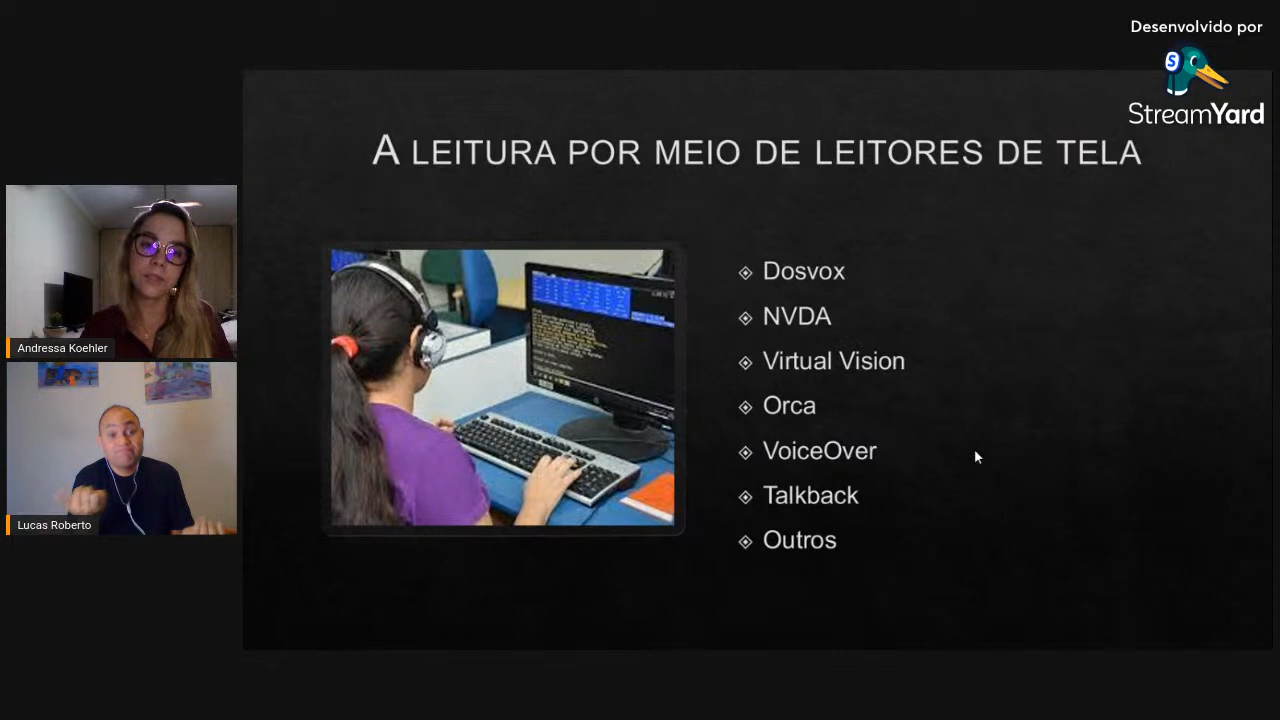 Desenvolvido por
StreamYard
A LEITURA POR MEIO DE LEITORES DE TELA
Andressa Koehler
Lucas Roberto
Dosvox
NVDA
Virtual Vision
Orca
VoiceOver
Talkback
Outros